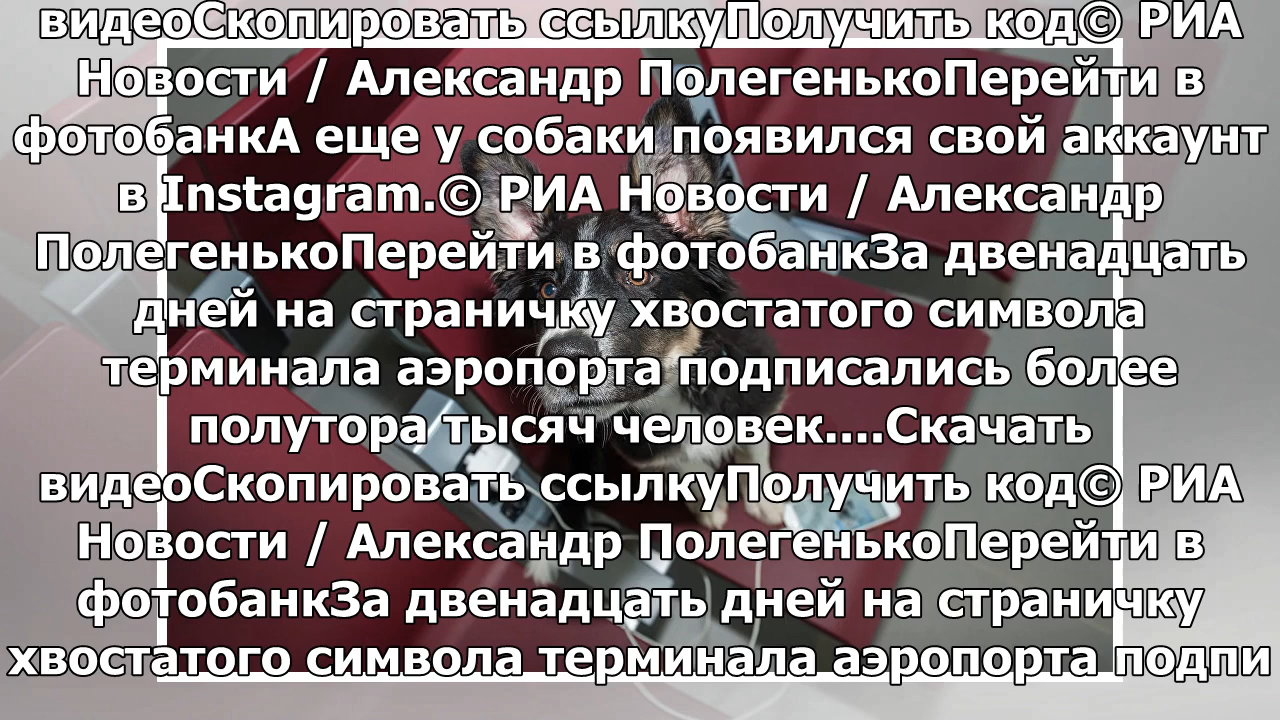 видеоСкопировать ссылкуПолучить код© РИА
Новости / Александр ПолегенькоПерейти в
фотобанкА еще у собаки появился свой аккаунт
в Instagram.© РИА Новости / Александр
ПолегенькоПерейти в фотобанкЗа двенадцать
дней на страничку хвостатого символа
терминала аэропорта подписались более
полутора тысяч человек....Скачать
видеоСкопировать ссылкуПолучить код© РИА
Новости / Александр ПолегенькоПерейти в
фотобанкЗа двенадцать дней на страничку
хвостатого символа терминала аэропорта подпи